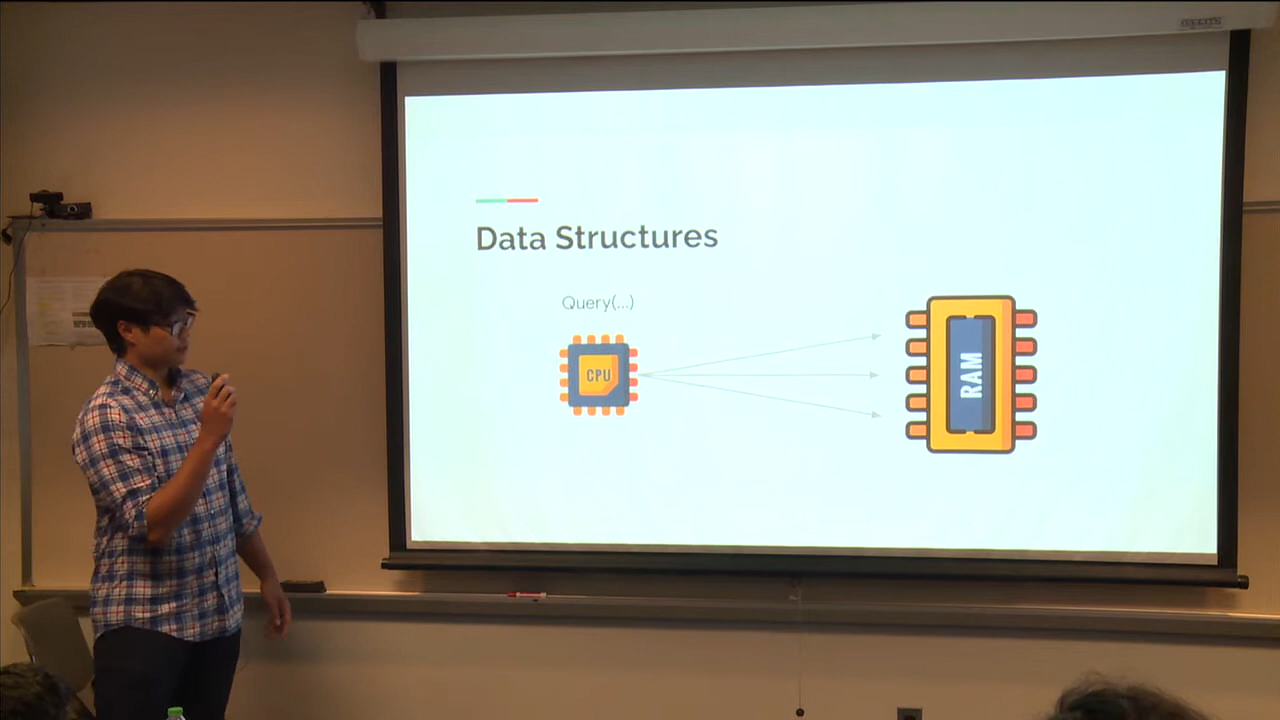 Data Structures
Query(...)
CPU
RAM